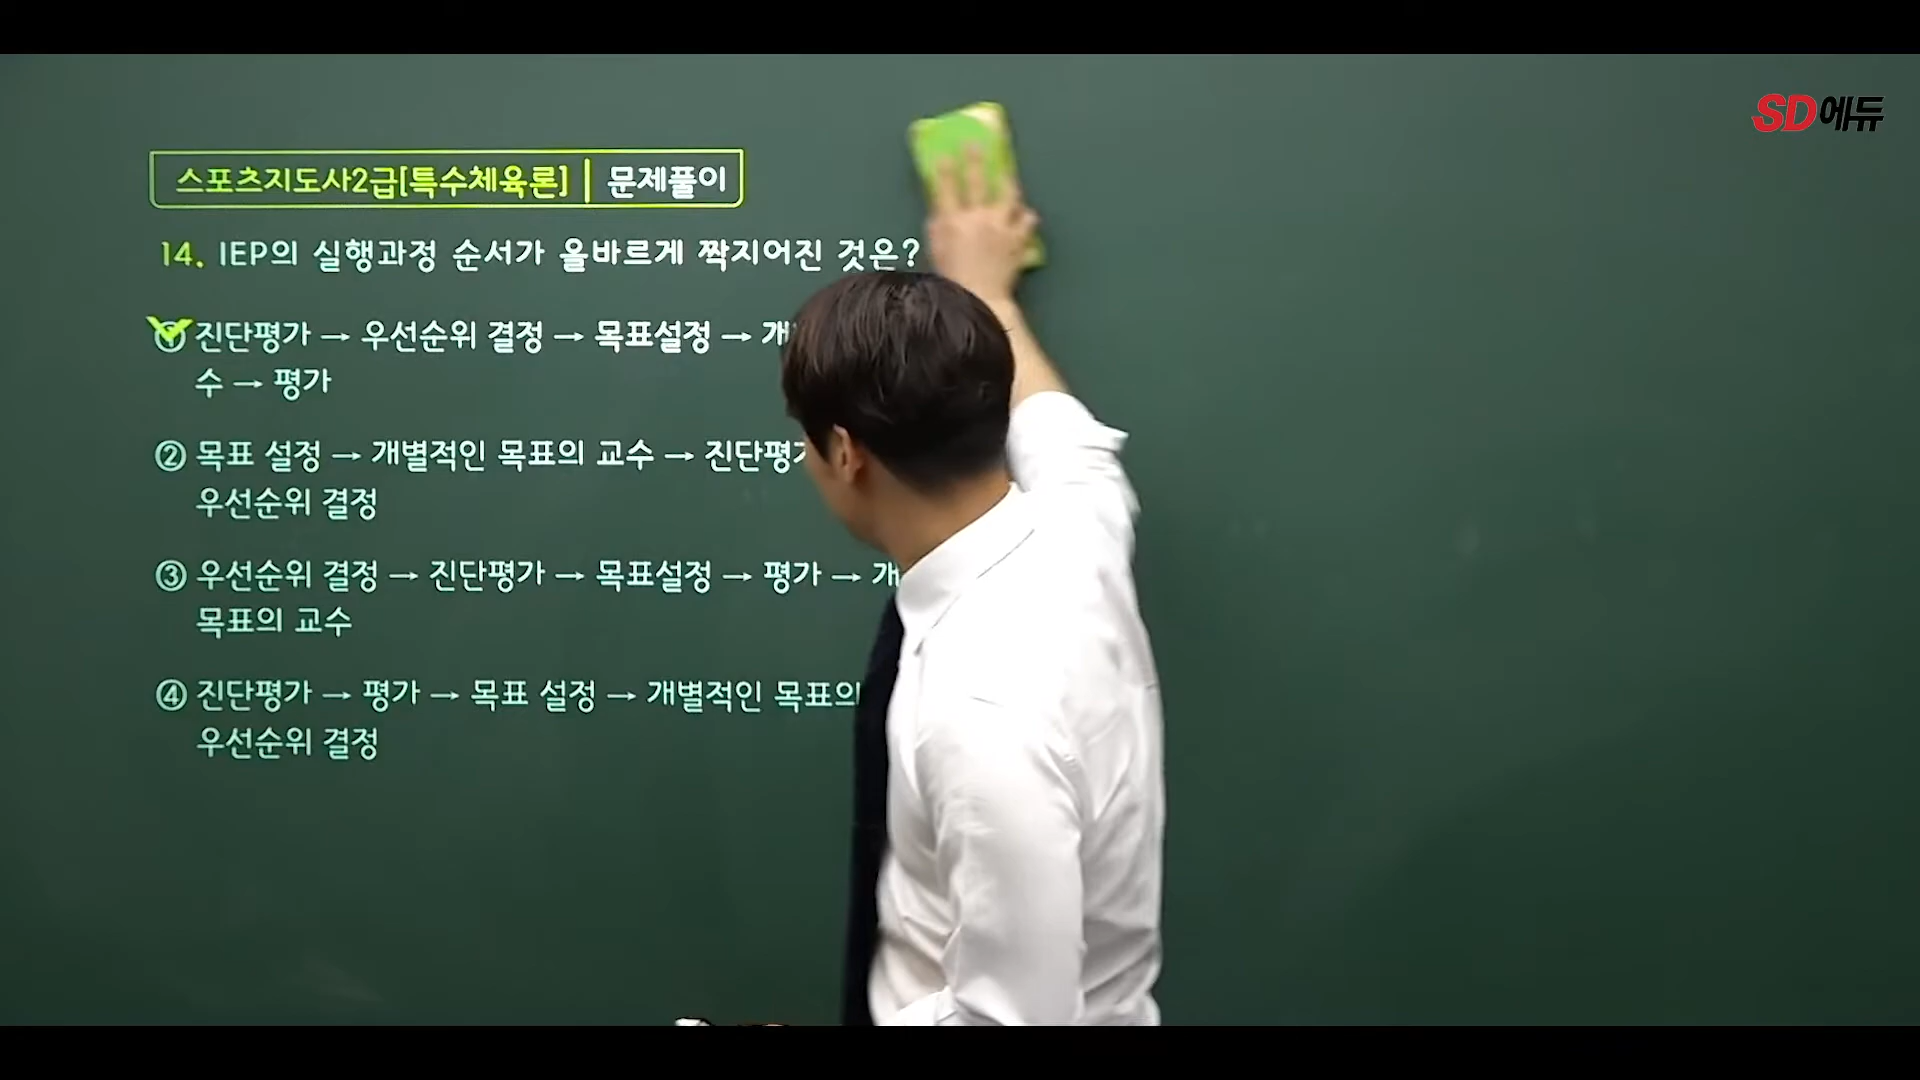 SD에듀
스포츠지도사2급[특수체육론] | 문제풀이
14. IEP의 실행과정 순서가 올바르게 짝지어진 것은?
① 진단평가 → 우선순위 결정 → 목표설정 →
수 → 평가
② 목표 설정 → 개별적인 목표의 교수 →
우선순위 결정
③ 우선순위 결정 → 진단평가 → 목표설정 → 평가 →
목표의 교수
④ 진단평가 → 평가 → 목표 설정 → 개별적인 목표의
우선순위 결정